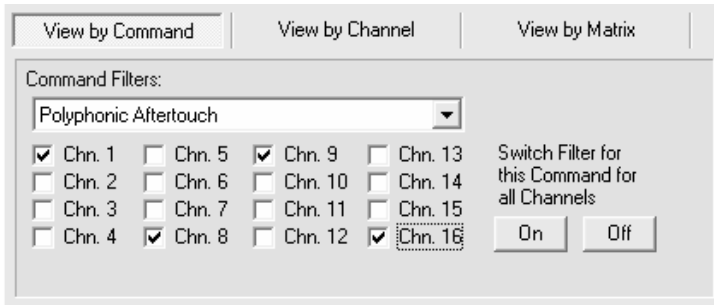 View by Command View by Channel View by Matrix
Command Filters:
Polyphonic Aftertouch
Chn. 1 Chn. 5 Chn. 9 Chn. 13
Chn. 2 Chn. 6 Chn. 10 Chn. 14
Chn. 3 Chn. 7 Chn. 11 Chn. 15
Chn. 4 Chn. 8 Chn. 12 Chn. 16
Switch Filter for
this Command for
all Channels
On Off